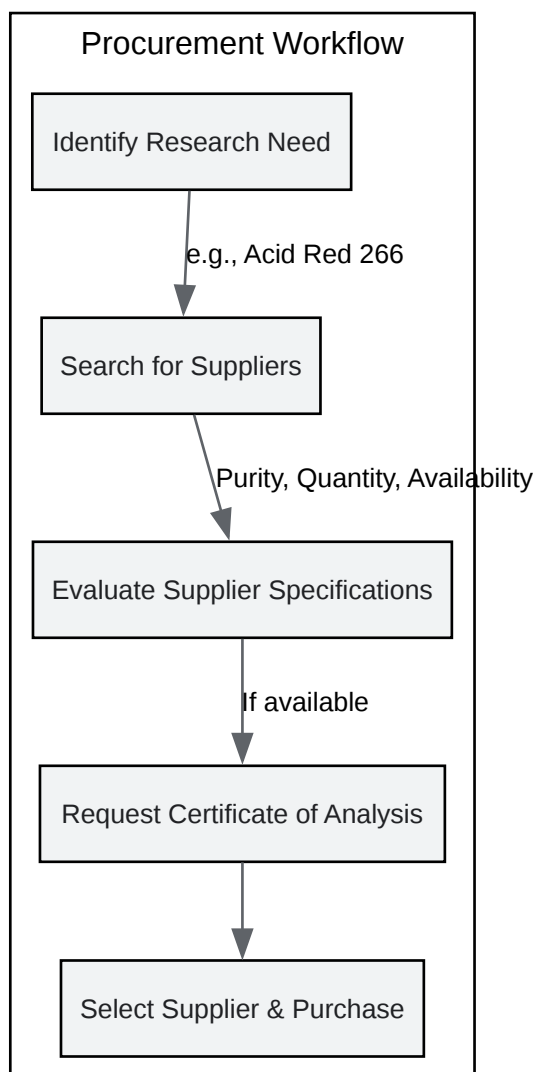 Procurement Workflow
Identify Research Need
e.g., Acid Red 266
Search for Suppliers
Purity, Quantity, Availability
Evaluate Supplier Specifications
If available
Request Certificate of Analysis
Select Supplier & Purchase